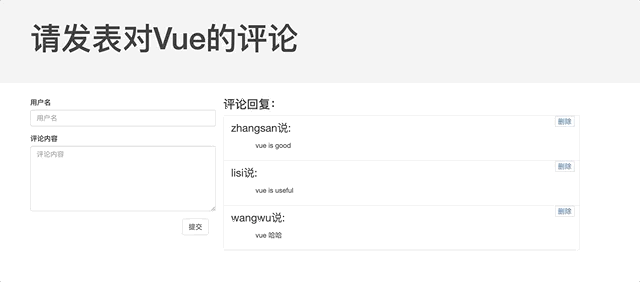 请发表对Vue的评论
用户名
用户名
评论内容
评论内容
提交
评论回复：
删除
zhangsan说:
vue is good
删除
lisi说:
vue is useful
删除
wangwu说:
vue 哈哈